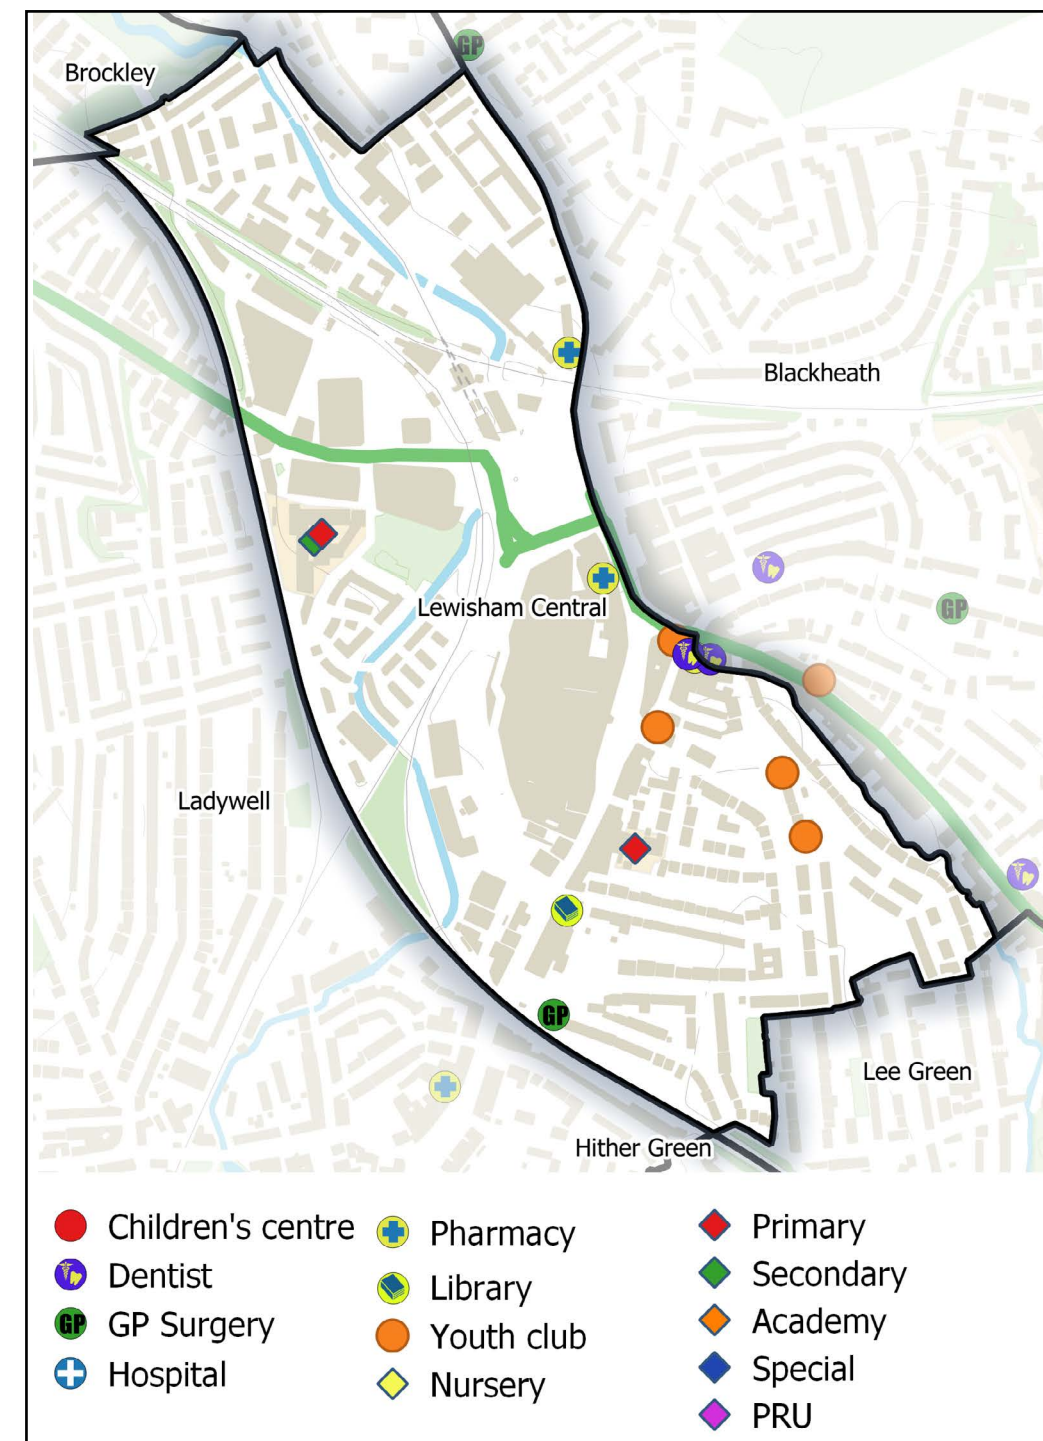 GP
Brockley
Blackheath
GP
Lewisham Central
Ladywell
GP
Lee Green
Hither Green
Children's centre
Dentist
GP GP Surgery
Hospital
Pharmacy
Library
Youth club
Nursery
Primary
Secondary
Academy
Special
PRU